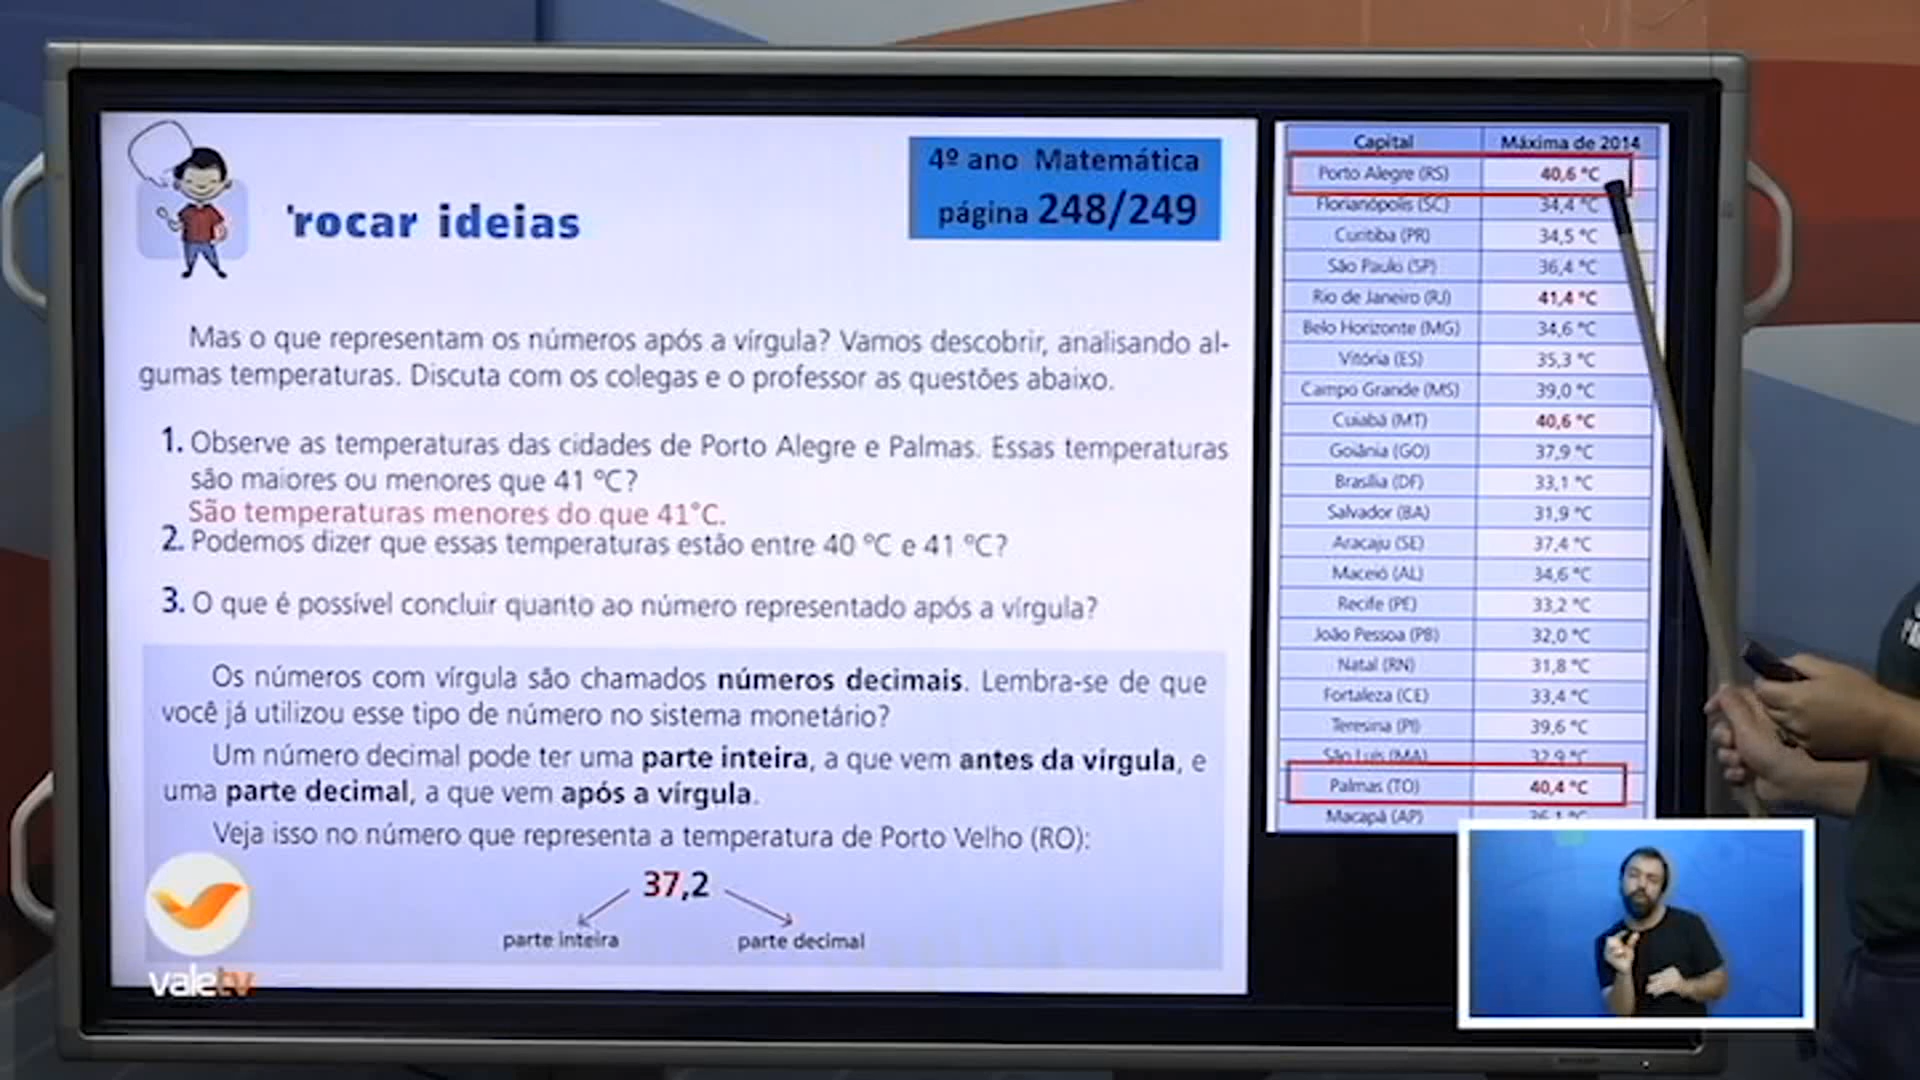 'rocar ideias
4º ano Matemática
página 248/249
Mas o que representam os números após a vírgula? Vamos descobrir, analisando al-
gumas temperaturas. Discuta com os colegas e o professor as questões abaixo.
1. Observe as temperaturas das cidades de Porto Alegre e Palmas. Essas temperaturas
são maiores ou menores que 41 ºC?
São temperaturas menores do que 41°C.
2. Podemos dizer que essas temperaturas estão entre 40 ºC e 41 ºC?
3. O que é possível concluir quanto ao número representado após a vírgula?
Os números com vírgula são chamados números decimais. Lembra-se de que
você já utilizou esse tipo de número no sistema monetário?
Um número decimal pode ter uma parte inteira, a que vem antes da vírgula, e
uma parte decimal, a que vem após a vírgula.
Veja isso no número que representa a temperatura de Porto Velho (RO):
37,2
parte inteira parte decimal
valetv
Capital Máxima de 2014
Porto Alegre (RS) 40,6 °C
Florianópolis (SC) 34,4 °C
Curitiba (PR) 34,5 °C
São Paulo (SP) 36,4 °C
Rio de Janeiro (RJ) 41,4 °C
Belo Horizonte (MG) 34,6 °C
Vitória (ES) 35,3 °C
Campo Grande (MS) 39,0 °C
Cuiabá (MT) 40,6 °C
Goiânia (GO) 37,9 °C
Brasília (DF) 33,1 °C
Salvador (BA) 31,9 °C
Aracaju (SE) 37,4 °C
Maceió (AL) 34,6 °C
Recife (PE) 33,2 °C
João Pessoa (PB) 32,0 °C
Natal (RN) 31,8 °C
Fortaleza (CE) 33,4 °C
Teresina (PI) 39,6 °C
São Luís (MA) 32,9 °C
Palmas (TO) 40,4 °C
Macapá (AP)